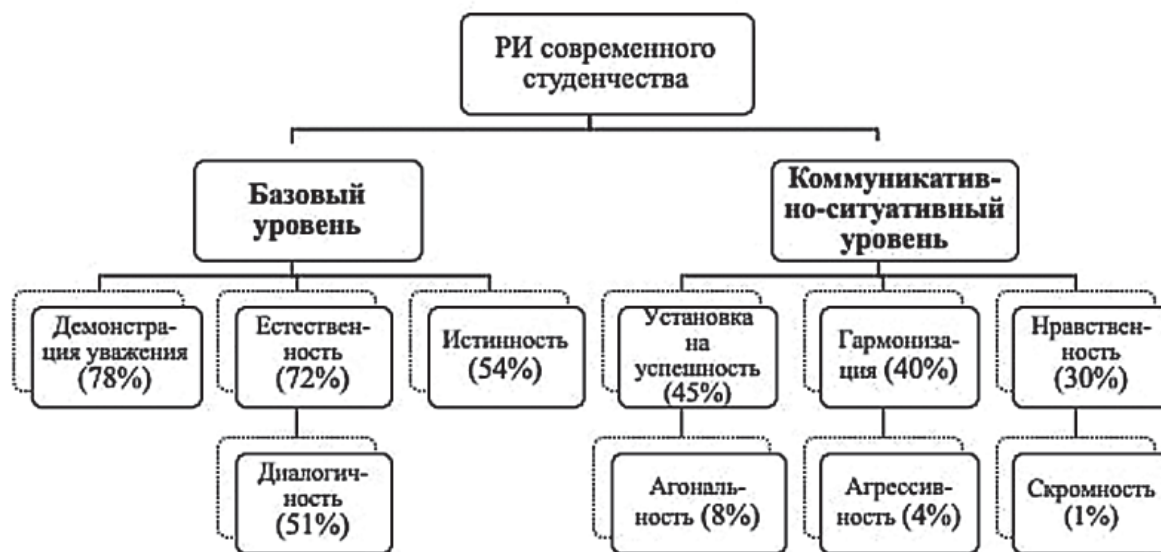 РИ современного
студенчества
Базовый
уровень
Коммуникатив-
но-ситуативный
уровень
Демонстра-
ция уважения
(78%)
Естествен-
ность
(72%)
Истинность
(54%)
Установка
на
успешность
(45%)
Гармониза-
ция (40%)
Нравствен-
ность
(30%)
Диалогич-
ность
(51%)
Агональ-
ность (8%)
Агрессив-
ность (4%)
Скромность
(1%)